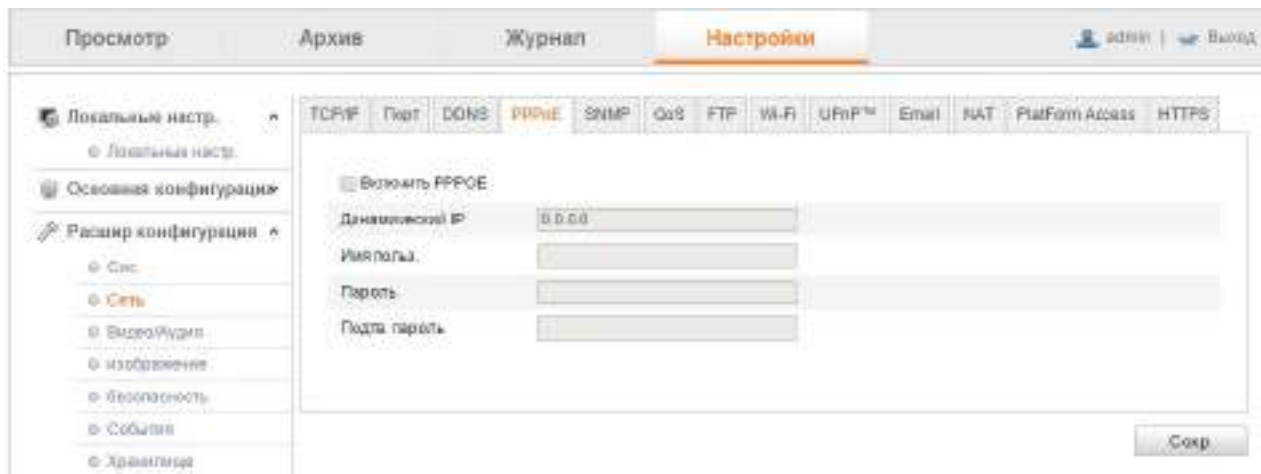 Просмотр Архив Журнал Настройки admin | Выход
Локальные настр.
Локальные настр.
Основная конфигурация
Расшир конфигурация
Сис.
Сеть
Видео/Аудио
изображение
безопасность
События
Хранилище
TCP/IP Порт DDNS PPPoE SNMP QoS FTP Wi-Fi UPnP™ Email NAT Platform Access HTTPS
Включить PPPOE
Динамический IP 0.0.0.0
Имя польз.
Пароль
Подтв. пароль
Сохр